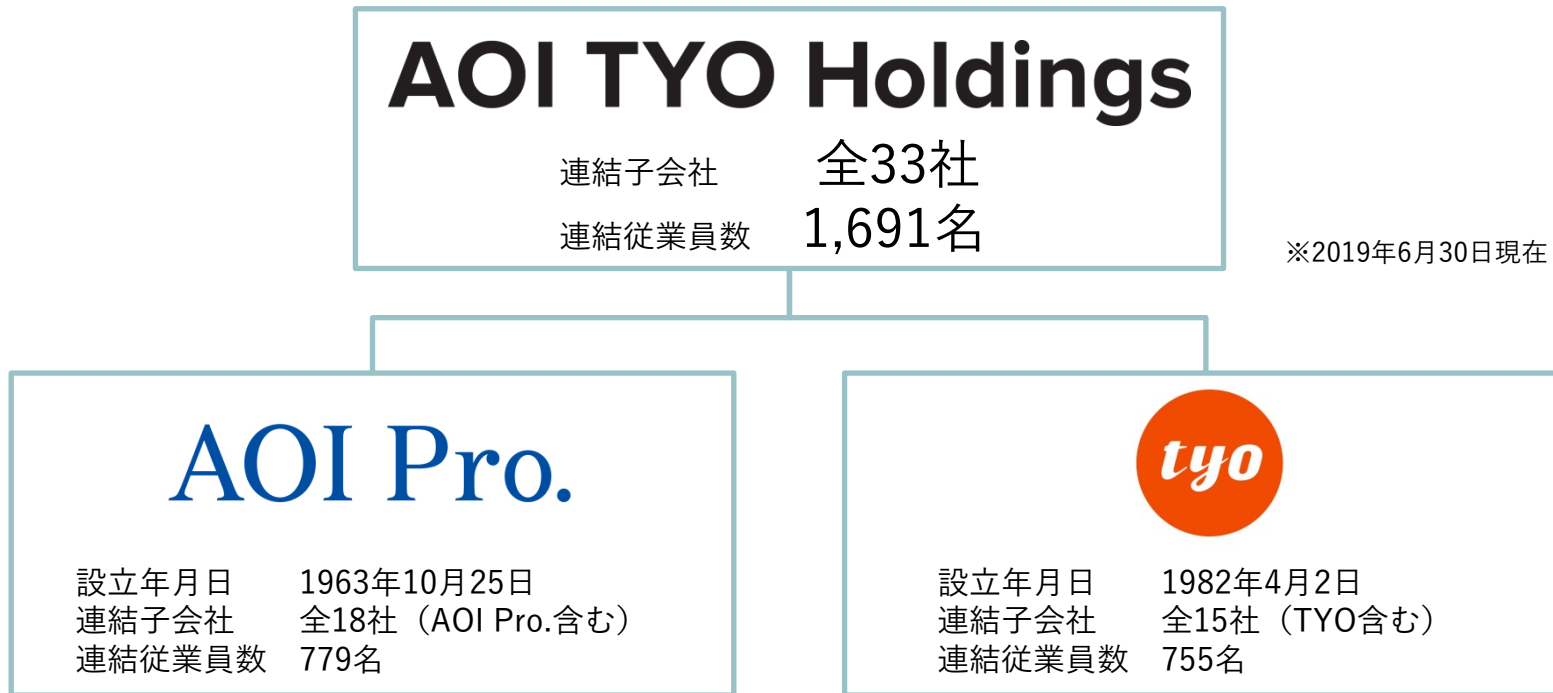 AOI TYO Holdings
連結子会社 全33社
連結従業員数 1,691名
※2019年6月30日現在
AOI Pro.
設立年月日 1963年10月25日
連結子会社 全18社（AOI Pro.含む）
連結従業員数 779名
tyo
設立年月日 1982年4月2日
連結子会社 全15社（TYO含む）
連結従業員数 755名